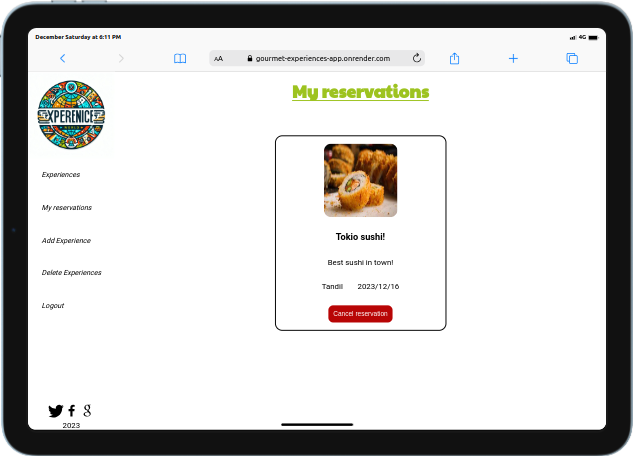 December Saturday at 6:11 PM
4G
AA
gourmet-experiences-app.onrender.com
EXPERENICE
My reservations
Experiences
My reservations
Add Experience
Delete Experiences
Logout
Tokio sushi!
Best sushi in town!
Tandil 2023/12/16
Cancel reservation
2023